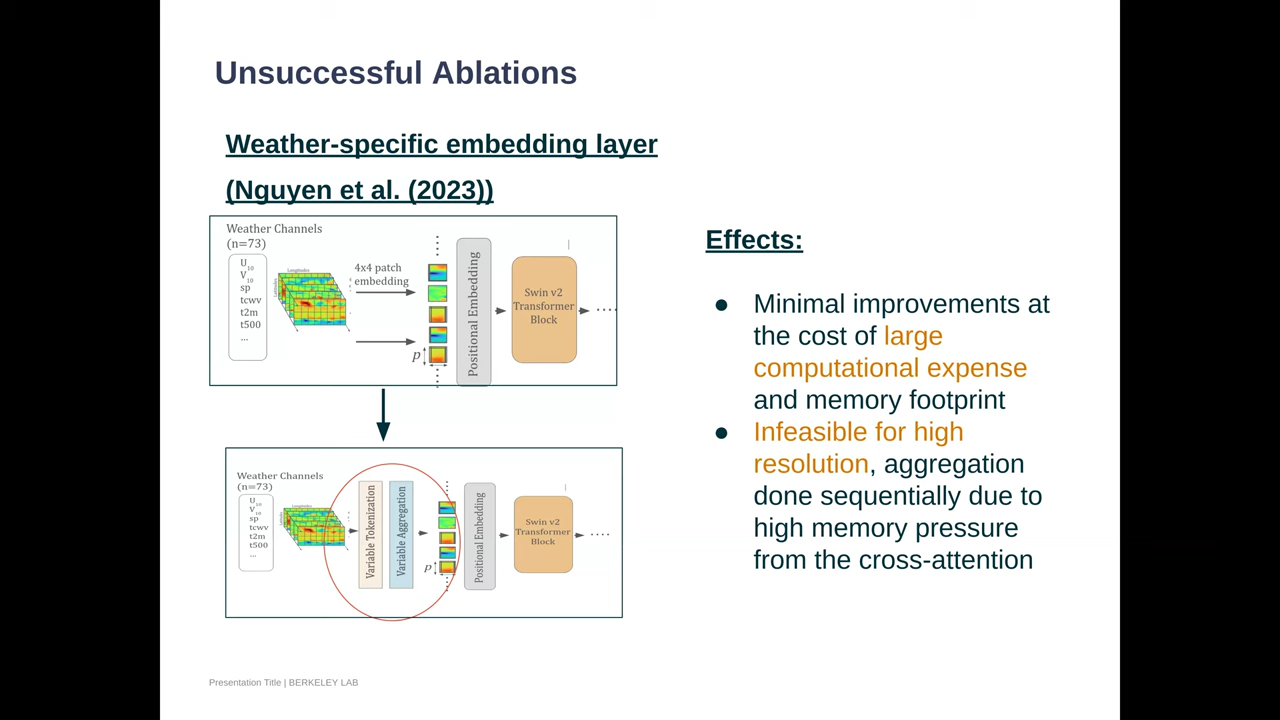 Unsuccessful Ablations
Weather-specific embedding layer
(Nguyen et al. (2023))
Weather Channels
(n=73)
U10
V10
sp
tcwv
t2m
t500
...
Longitudes
Latitudes
4x4 patch
embedding
p
Positional Embedding
Swin v2
Transformer
Block
Weather Channels
(n=73)
U10
V10
sp
tcwv
t2m
t500
...
Variable Tokenization
Variable Aggregation
p
Positional Embedding
Swin v2
Transformer
Block
Effects:
● Minimal improvements at
the cost of large
computational expense
and memory footprint
● Infeasible for high
resolution, aggregation
done sequentially due to
high memory pressure
from the cross-attention
Presentation Title | BERKELEY LAB